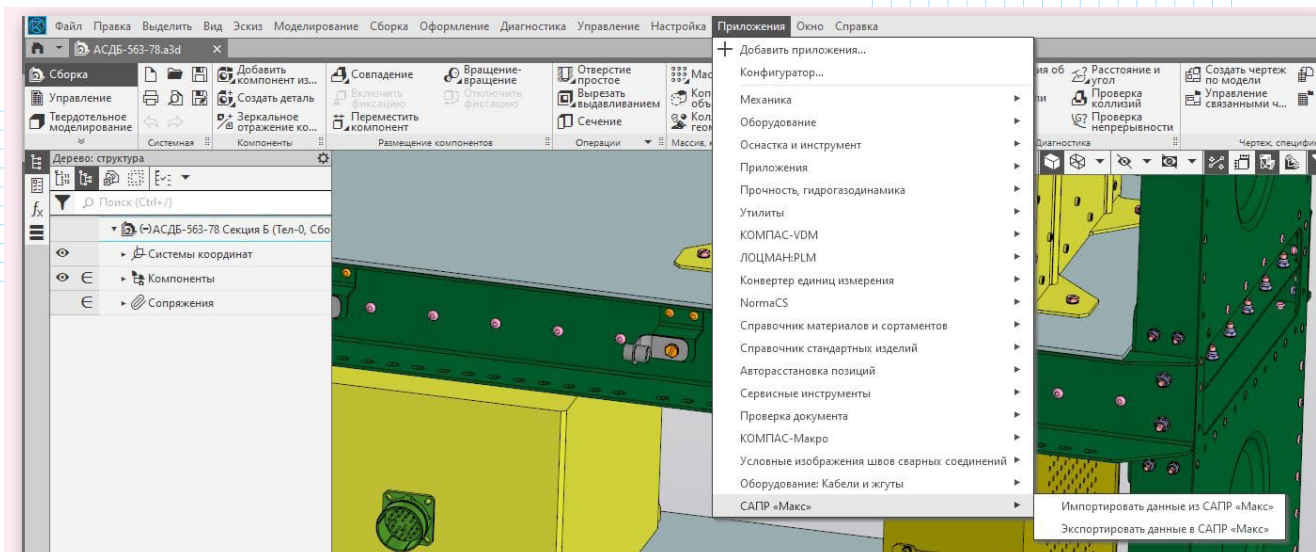 Файл Правка Выделить Вид Эскиз Моделирование Сборка Оформление Диагностика Управление Настройка Приложения Окно Справка
АСДБ-563-78.a3d
Сборка
Управление
Твердотельное моделирование
Системная
Добавить компонент из...
Создать деталь
Зеркальное отражение ко...
Компоненты
Совпадение
Включить фиксацию
Переместить компонент
Вращение-вращение
Отключить фиксацию
Размещение компонентов
Отверстие простое
Вырезать выдавливанием
Сечение
Операции
Расстояние и угол
Проверка коллизий
Проверка непрерывности
Создать чертеж по модели
Управление связанными ч...
Дерево: структура
Поиск (Ctrl+/)
(-)АСДБ-563-78 Секция Б (Тел-0, Сбо
Системы координат
Компоненты
Сопряжения
Добавить приложения...
Конфигуратор...
Механика
Оборудование
Оснастка и инструмент
Приложения
Прочность, гидрогазодинамика
Утилиты
КОМПАС-VDM
ЛОЦМАН:PLM
Конвертер единиц измерения
NormaCS
Справочник материалов и сортаментов
Справочник стандартных изделий
Авторасстановка позиций
Сервисные инструменты
Проверка документа
КОМПАС-Макро
Условные изображения швов сварных соединений
Оборудование: Кабели и жгуты
САПР «Макс»
Импортировать данные из САПР «Макс»
Экспортировать данные в САПР «Макс»